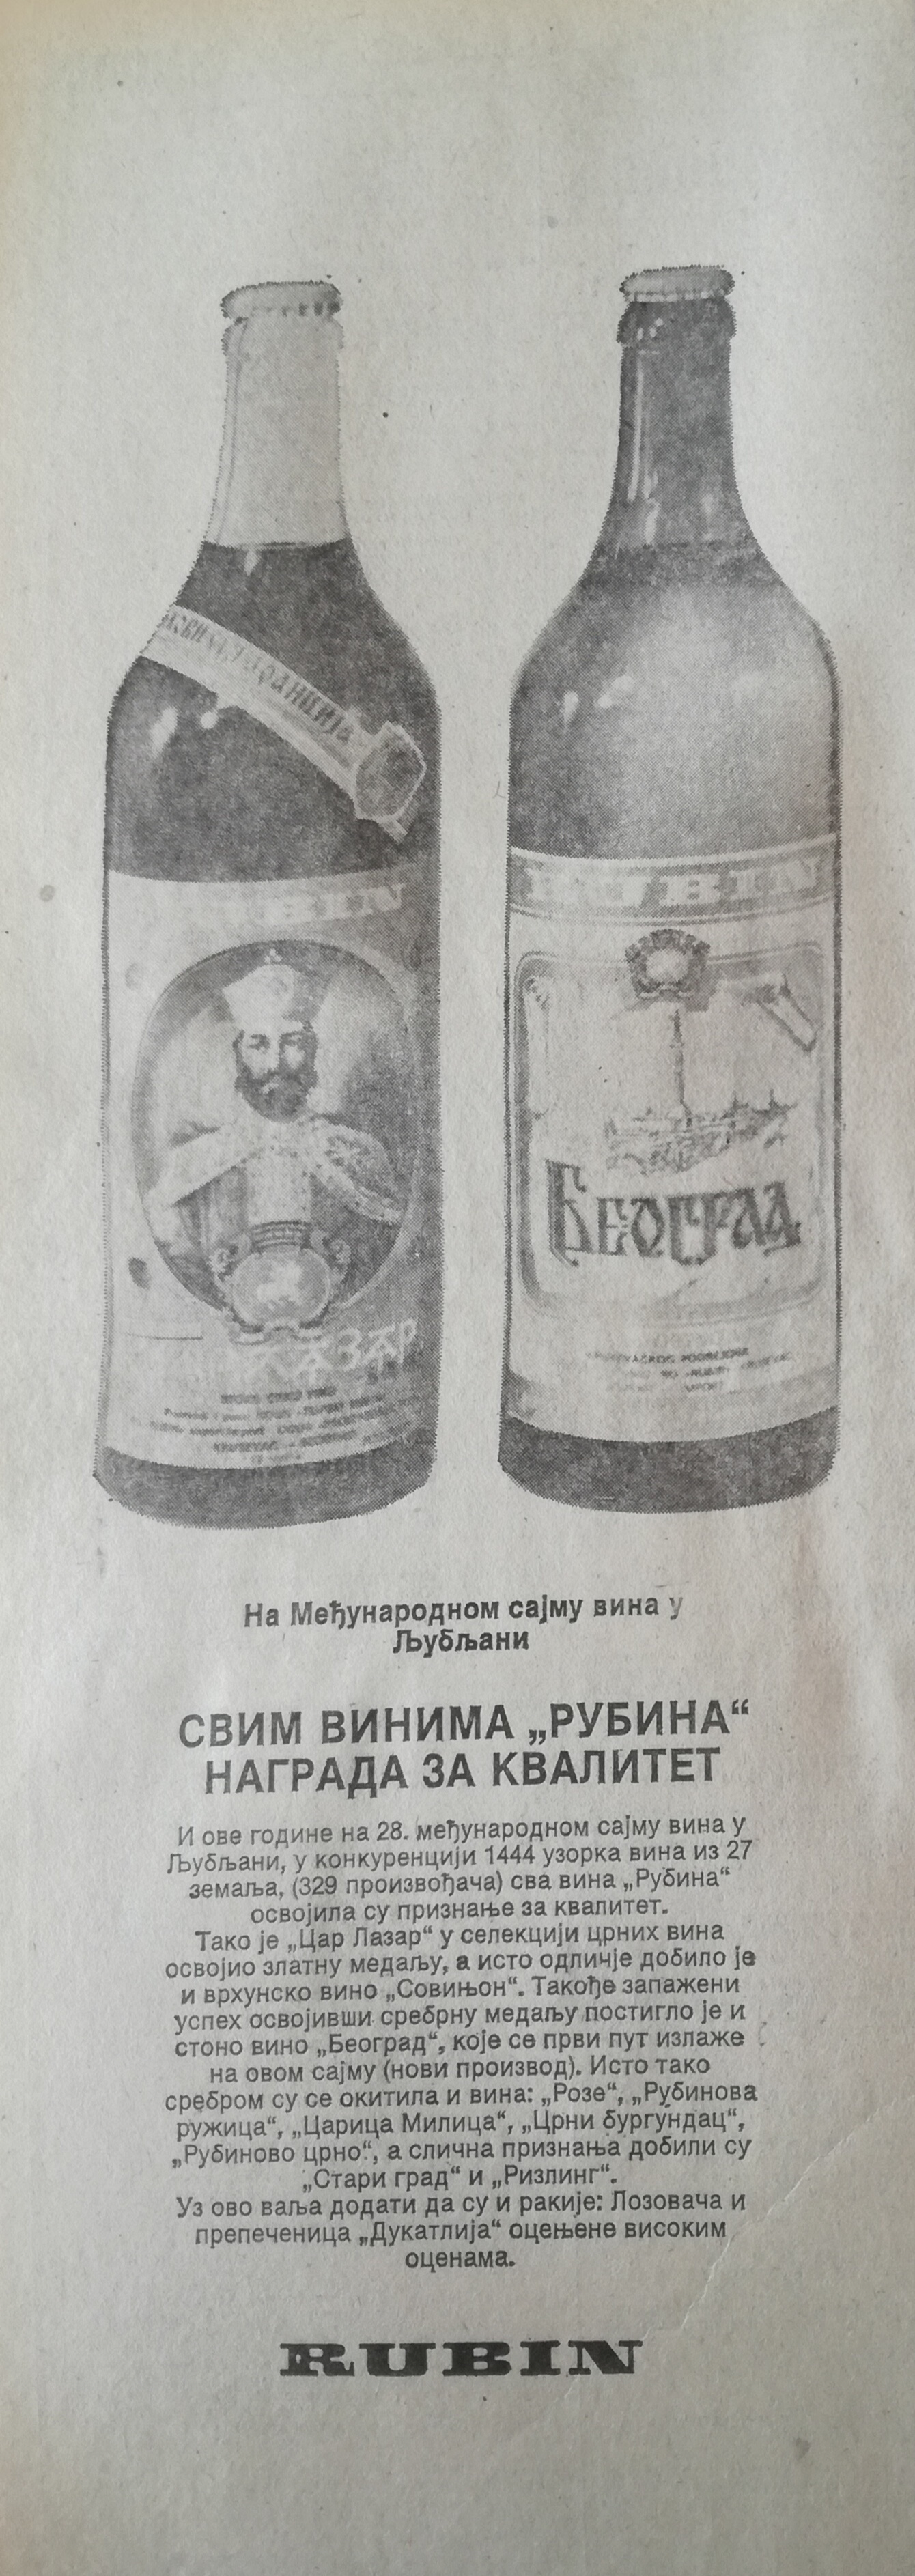 RUBIN
ЛАЗАР
RUBIN
БЕОГРАД
На Међународном сајму вина у
Љубљани
СВИМ ВИНИМА „РУБИНА“
НАГРАДА ЗА КВАЛИТЕТ
И ове године на 28. међународном сајму вина у
Љубљани, у конкуренцији 1444 узорка вина из 27
земаља, (329 произвођача) сва вина „Рубина“
освојила су признање за квалитет.
Тако је „Цар Лазар“ у селекцији црних вина
освојио златну медаљу, а исто одличје добило је
и врхунско вино „Совињон“. Такође запажени
успех освојивши сребрну медаљу постигло је и
стоно вино „Београд“, које се први пут излаже
на овом сајму (нови производ). Исто тако
сребром су се окитила и вина: „Розе“, „Рубинова
ружица“, „Царица Милица“, „Црни бургундац“,
„Рубиново црно“, а слична признања добили су
„Стари град“ и „Ризлинг“.
Уз ово ваља додати да су и ракије: Лозовача и
препеченица „Дукатлија“ оцењене високим
оценама.
RUBIN